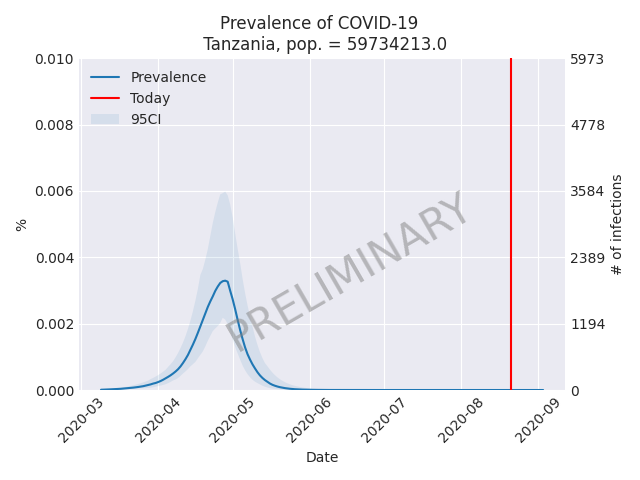 Prevalence of COVID-19
Tanzania, pop. = 59734213.0
0.010
0.008
0.006
0.004
0.002
0.000
%
Prevalence
Today
95CI
PRELIMINARY
5973
4778
3584
2389
1194
0
# of infections
2020-03
2020-04
2020-05
2020-06
2020-07
2020-08
2020-09
Date